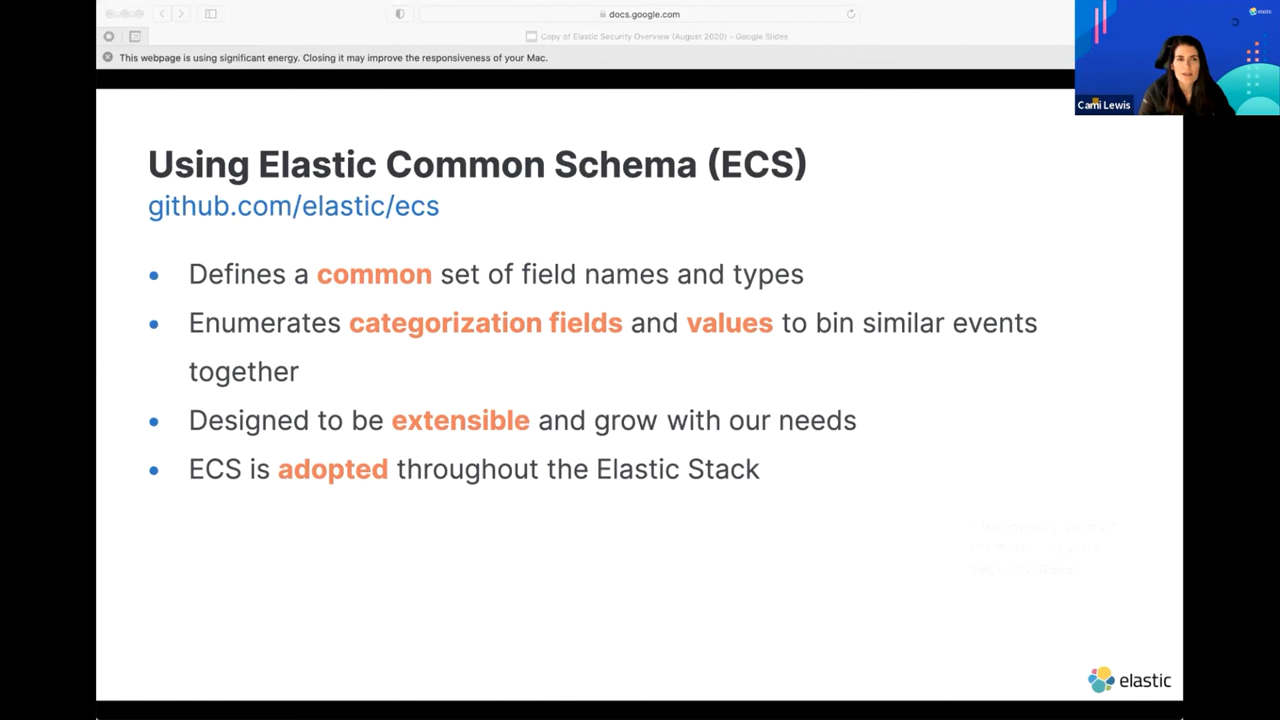 docs.google.com
Copy of Elastic Security Overview (August 2020) - Google Slides
This webpage is using significant energy. Closing it may improve the responsiveness of your Mac.
elastic
Cami Lewis
Using Elastic Common Schema (ECS)
github.com/elastic/ecs
• Defines a common set of field names and types
• Enumerates categorization fields and values to bin similar events
together
• Designed to be extensible and grow with our needs
• ECS is adopted throughout the Elastic Stack
elastic